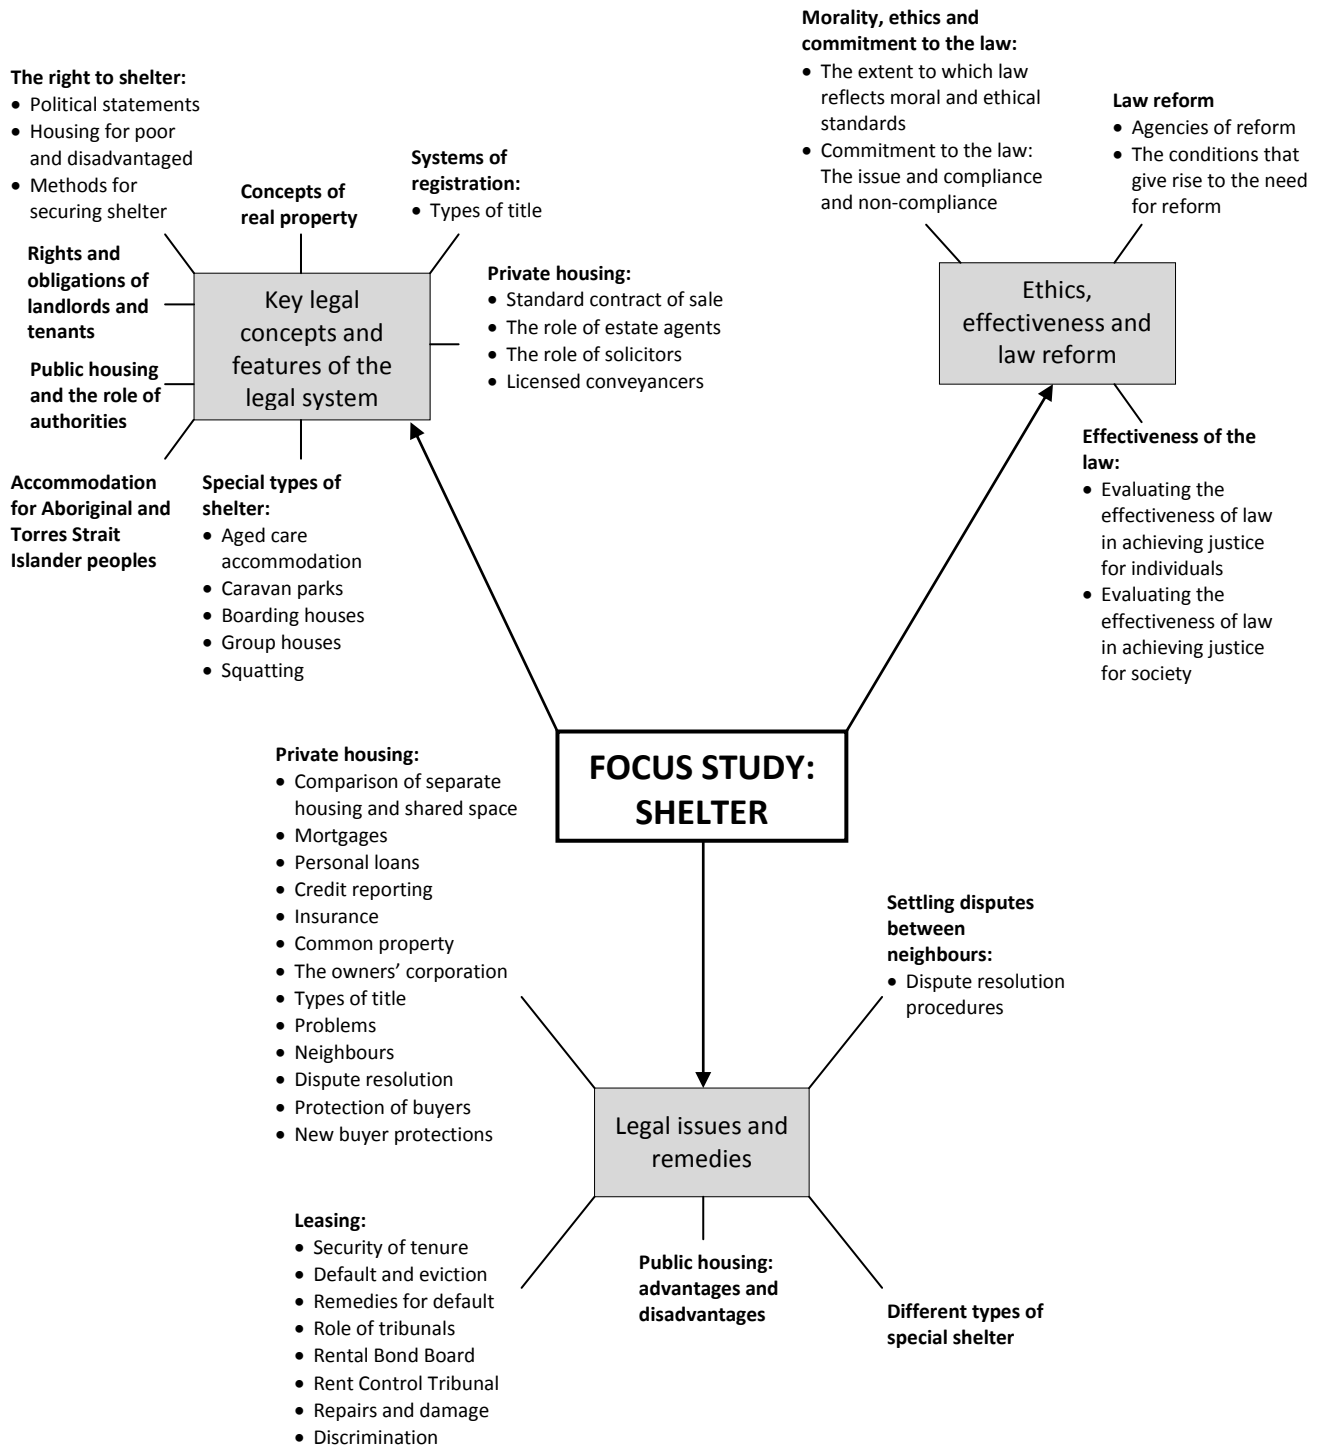 The right to shelter:
• Political statements
• Housing for poor
and disadvantaged
• Methods for
securing shelter
Concepts of
real property
Systems of
registration:
• Types of title
Rights and
obligations of
landlords and
tenants
Public housing
and the role of
authorities
Key legal
concepts and
features of the
legal system
Private housing:
• Standard contract of sale
• The role of estate agents
• The role of solicitors
• Licensed conveyancers
Accommodation
for Aboriginal and
Torres Strait
Islander peoples
Special types of
shelter:
• Aged care
accommodation
• Caravan parks
• Boarding houses
• Group houses
• Squatting
Morality, ethics and
commitment to the law:
• The extent to which law
reflects moral and ethical
standards
• Commitment to the law:
The issue and compliance
and non-compliance
Law reform
• Agencies of reform
• The conditions that
give rise to the need
for reform
Ethics,
effectiveness and
law reform
Effectiveness of the
law:
• Evaluating the
effectiveness of law
in achieving justice
for individuals
• Evaluating the
effectiveness of law
in achieving justice
for society
FOCUS STUDY:
SHELTER
Private housing:
• Comparison of separate
housing and shared space
• Mortgages
• Personal loans
• Credit reporting
• Insurance
• Common property
• The owners’ corporation
• Types of title
• Problems
• Neighbours
• Dispute resolution
• Protection of buyers
• New buyer protections
Settling disputes
between
neighbours:
• Dispute resolution
procedures
Legal issues and
remedies
Leasing:
• Security of tenure
• Default and eviction
• Remedies for default
• Role of tribunals
• Rental Bond Board
• Rent Control Tribunal
• Repairs and damage
• Discrimination
Public housing:
advantages and
disadvantages
Different types of
special shelter